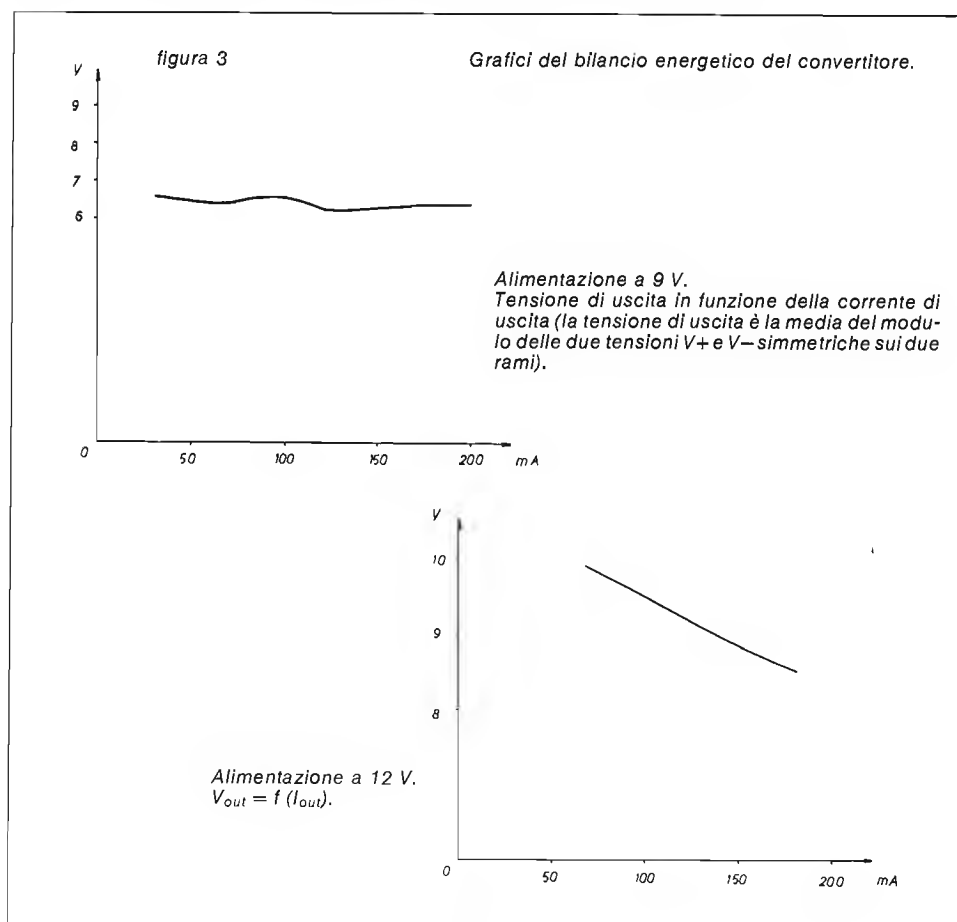 figura 3
Grafici del bilancio energetico del convertitore.
V
9
8
7
6
0
50
100
150
200
mA
Alimentazione a 9 V.
Tensione di uscita in funzione della corrente di
uscita (la tensione di uscita è la media del modu-
lo delle due tensioni V+ e V− simmetriche sui due
rami).
V
10
9
8
0
50
100
150
200
mA
Alimentazione a 12 V.
Vout = f (Iout).